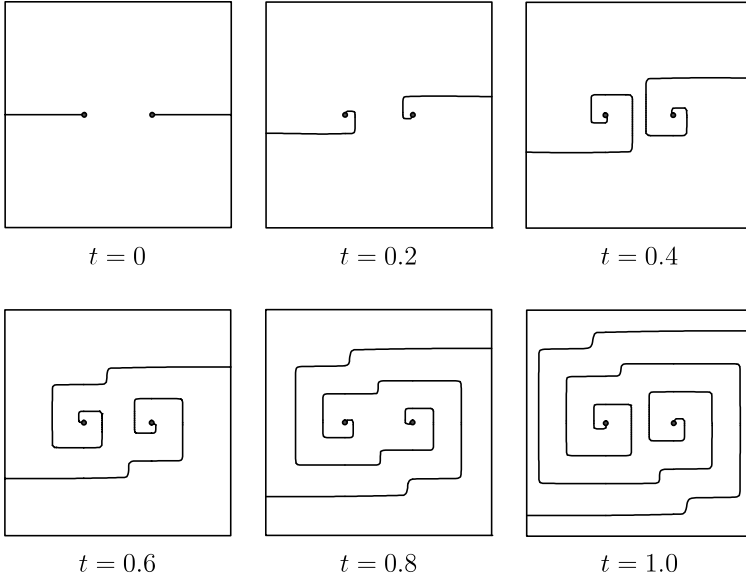 t = 0
t = 0.2
t = 0.4
t = 0.6
t = 0.8
t = 1.0